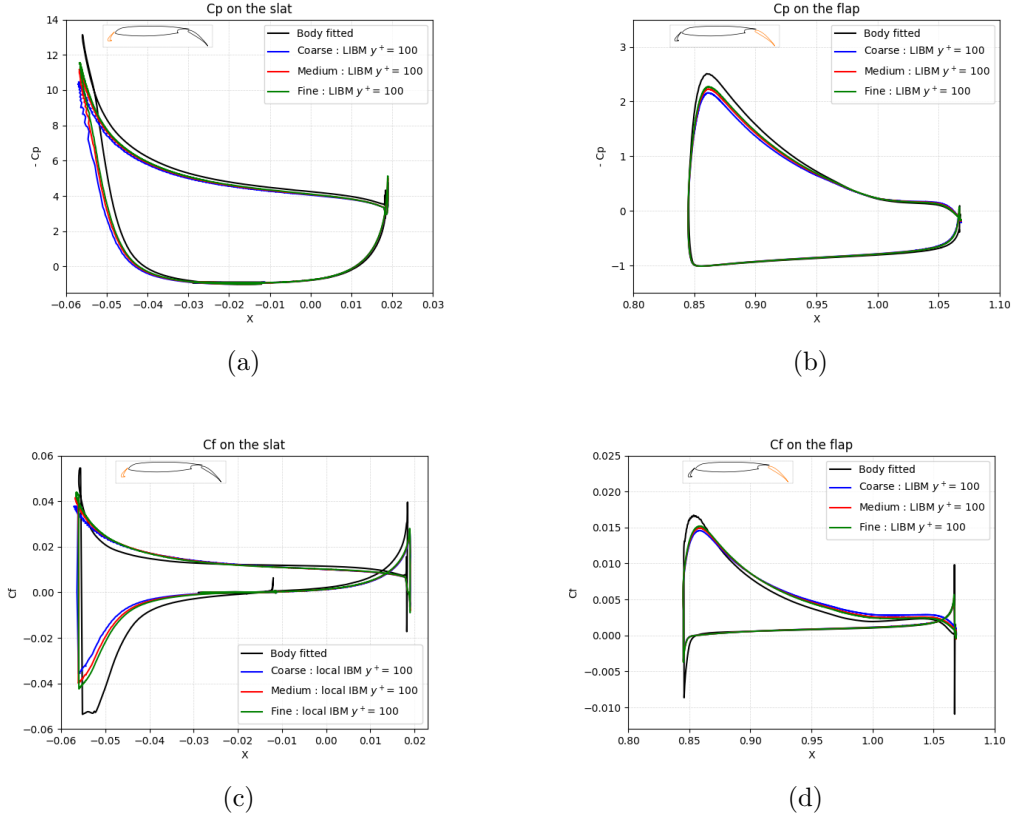 Cp on the slat
14
12
10
8
6
4
2
0
- Cp
−0.06 −0.05 −0.04 −0.03 −0.02 −0.01 0.00 0.01 0.02 0.03
X
Body fitted
Coarse : LIBM y⁺ = 100
Medium : LIBM y⁺ = 100
Fine : LIBM y⁺ = 100
(a)
Cp on the flap
3
2
1
0
−1
- Cp
0.80 0.85 0.90 0.95 1.00 1.05 1.10
X
Body fitted
Coarse : LIBM y⁺ = 100
Medium : LIBM y⁺ = 100
Fine : LIBM y⁺ = 100
(b)
Cf on the slat
0.06
0.04
0.02
0.00
−0.02
−0.04
−0.06
Cf
−0.06 −0.05 −0.04 −0.03 −0.02 −0.01 0.00 0.01 0.02
X
Body fitted
Coarse : local IBM y⁺ = 100
Medium : local IBM y⁺ = 100
Fine : local IBM y⁺ = 100
(c)
Cf on the flap
0.025
0.020
0.015
0.010
0.005
0.000
−0.005
−0.010
Cf
0.80 0.85 0.90 0.95 1.00 1.05 1.10
X
Body fitted
Coarse : LIBM y⁺ = 100
Medium : LIBM y⁺ = 100
Fine : LIBM y⁺ = 100
(d)